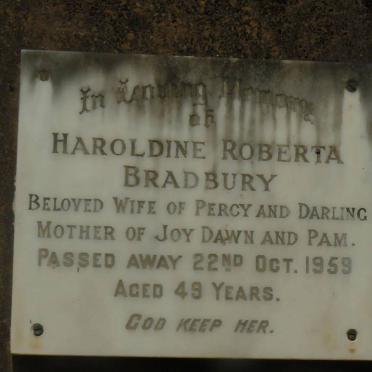 In Loving Memory
of
HAROLDINE ROBERTA
BRADBURY
BELOVED WIFE OF PERCY AND DARLING
MOTHER OF JOY DAWN AND PAM.
PASSED AWAY 22ND OCT. 1959
AGED 49 YEARS.
GOD KEEP HER.